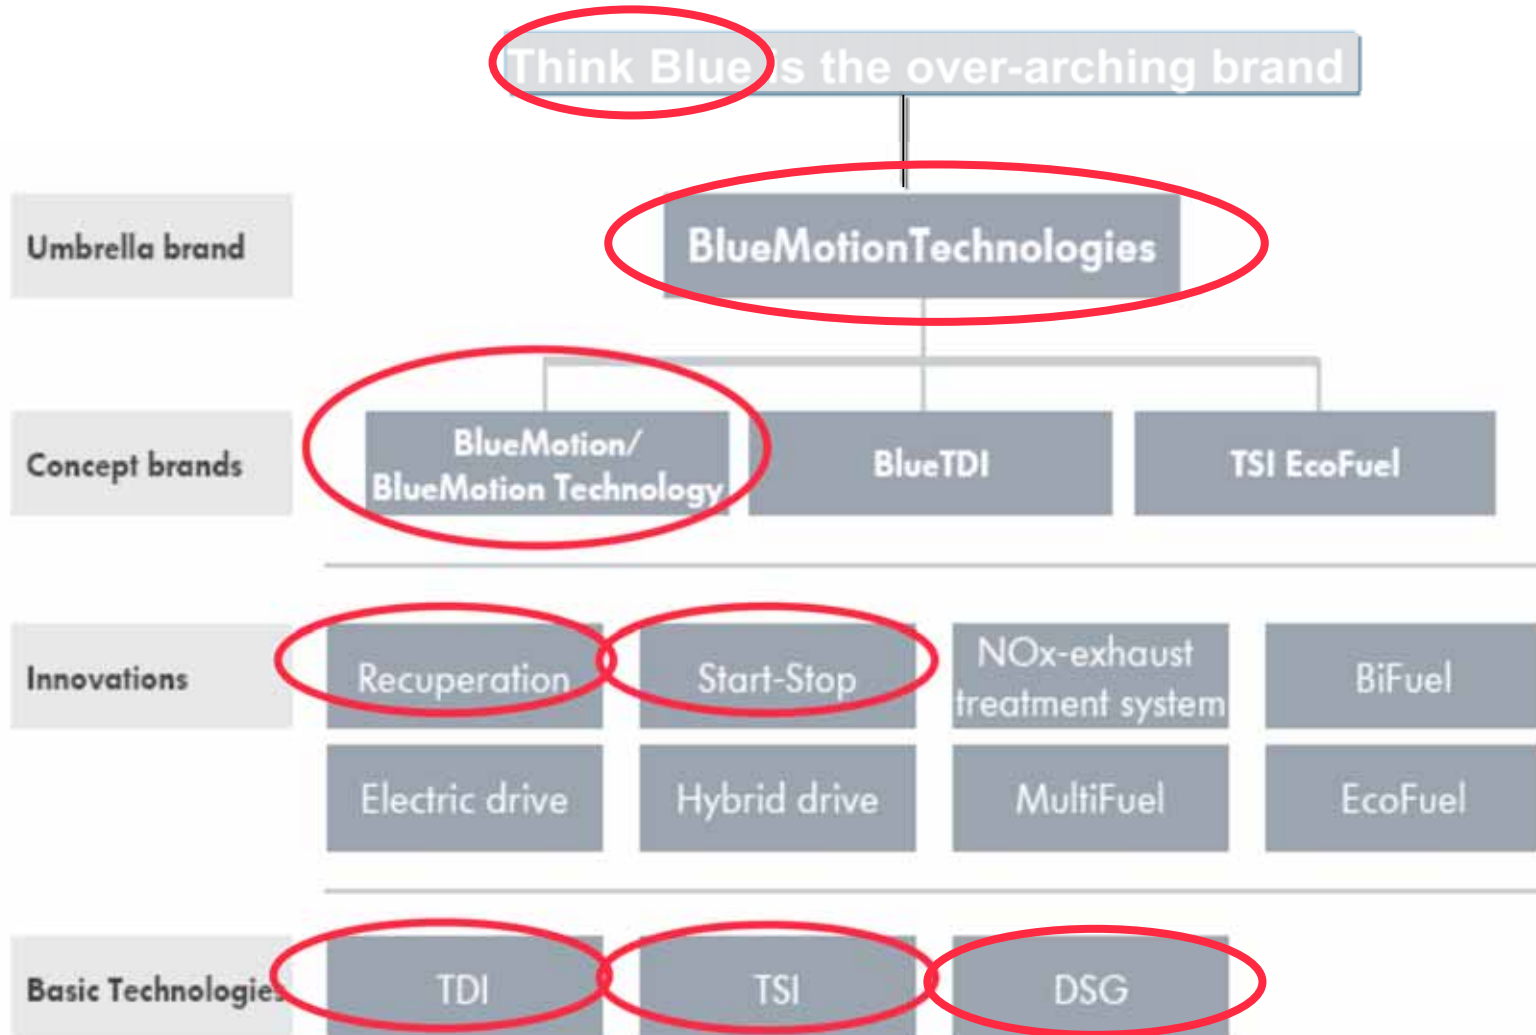 Think Blue is the over-arching brand
Umbrella brand
BlueMotionTechnologies
Concept brands
BlueMotion/
BlueMotion Technology
BlueTDI
TSI EcoFuel
Innovations
Recuperation
Start-Stop
NOx-exhaust
treatment system
BiFuel
Electric drive
Hybrid drive
MultiFuel
EcoFuel
Basic Technologies
TDI
TSI
DSG